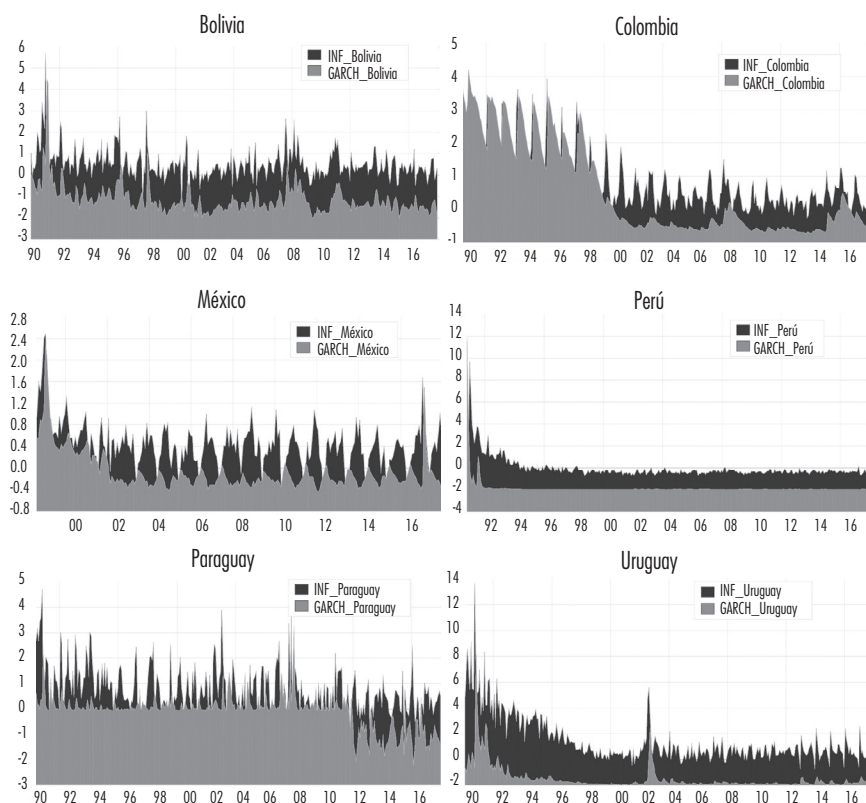 Bolivia
6
5
4
3
2
1
0
-1
-2
-3
INF_Bolivia
GARCH_Bolivia
90 92 94 96 98 00 02 04 06 08 10 12 14 16
Colombia
5
4
3
2
1
0
-1
INF_Colombia
GARCH_Colombia
90 92 94 96 98 00 02 04 06 08 10 12 14 16
México
2.8
2.4
2.0
1.6
1.2
0.8
0.4
0.0
-0.4
-0.8
INF_México
GARCH_México
00 02 04 06 08 10 12 14 16
Perú
14
12
10
8
6
4
2
0
-2
-4
INF_Perú
GARCH_Perú
92 94 96 98 00 02 04 06 08 10 12 14 16
Paraguay
5
4
3
2
1
0
-1
-2
-3
INF_Paraguay
GARCH_Paraguay
90 92 94 96 98 00 02 04 06 08 10 12 14 16
Uruguay
14
12
10
8
6
4
2
0
-2
INF_Uruguay
GARCH_Uruguay
90 92 94 96 98 00 02 04 06 08 10 12 14 16